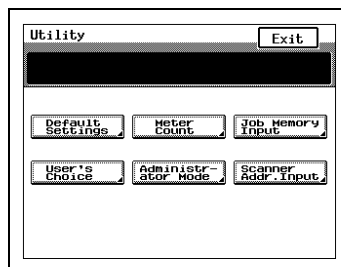 Utility
Exit
Default
Settings
Meter
Count
Job Memory
Input
User's
Choice
Administr-
ator Mode
Scanner
Addr.Input